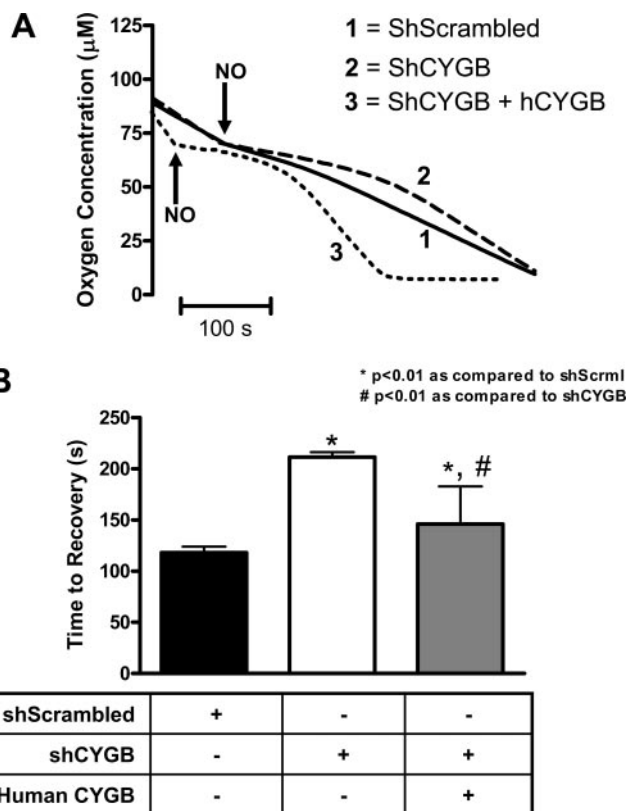 A
125
100
75
50
25
0
Oxygen Concentration (μM)
1 = ShScrambled
2 = ShCYGB
3 = ShCYGB + hCYGB
NO
NO
2
1
3
100 s
B
* p<0.01 as compared to shScrml
# p<0.01 as compared to shCYGB
250
200
150
100
50
0
Time to Recovery (s)
*
*, #
shScrambled + - -
shCYGB - + +
Human CYGB - - +